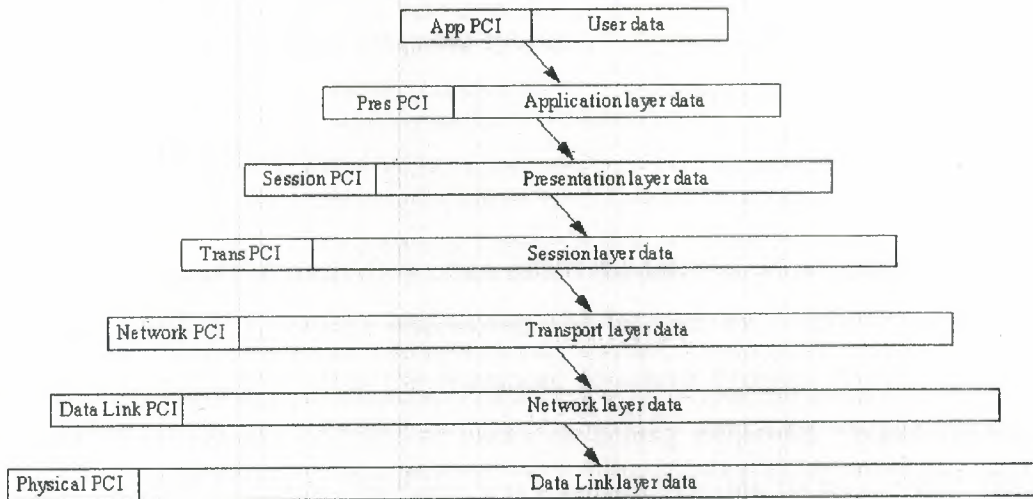 App PCI User data
Pres PCI Application layer data
Session PCI Presentation layer data
Trans PCI Session layer data
Network PCI Transport layer data
Data Link PCI Network layer data
Physical PCI Data Link layer data